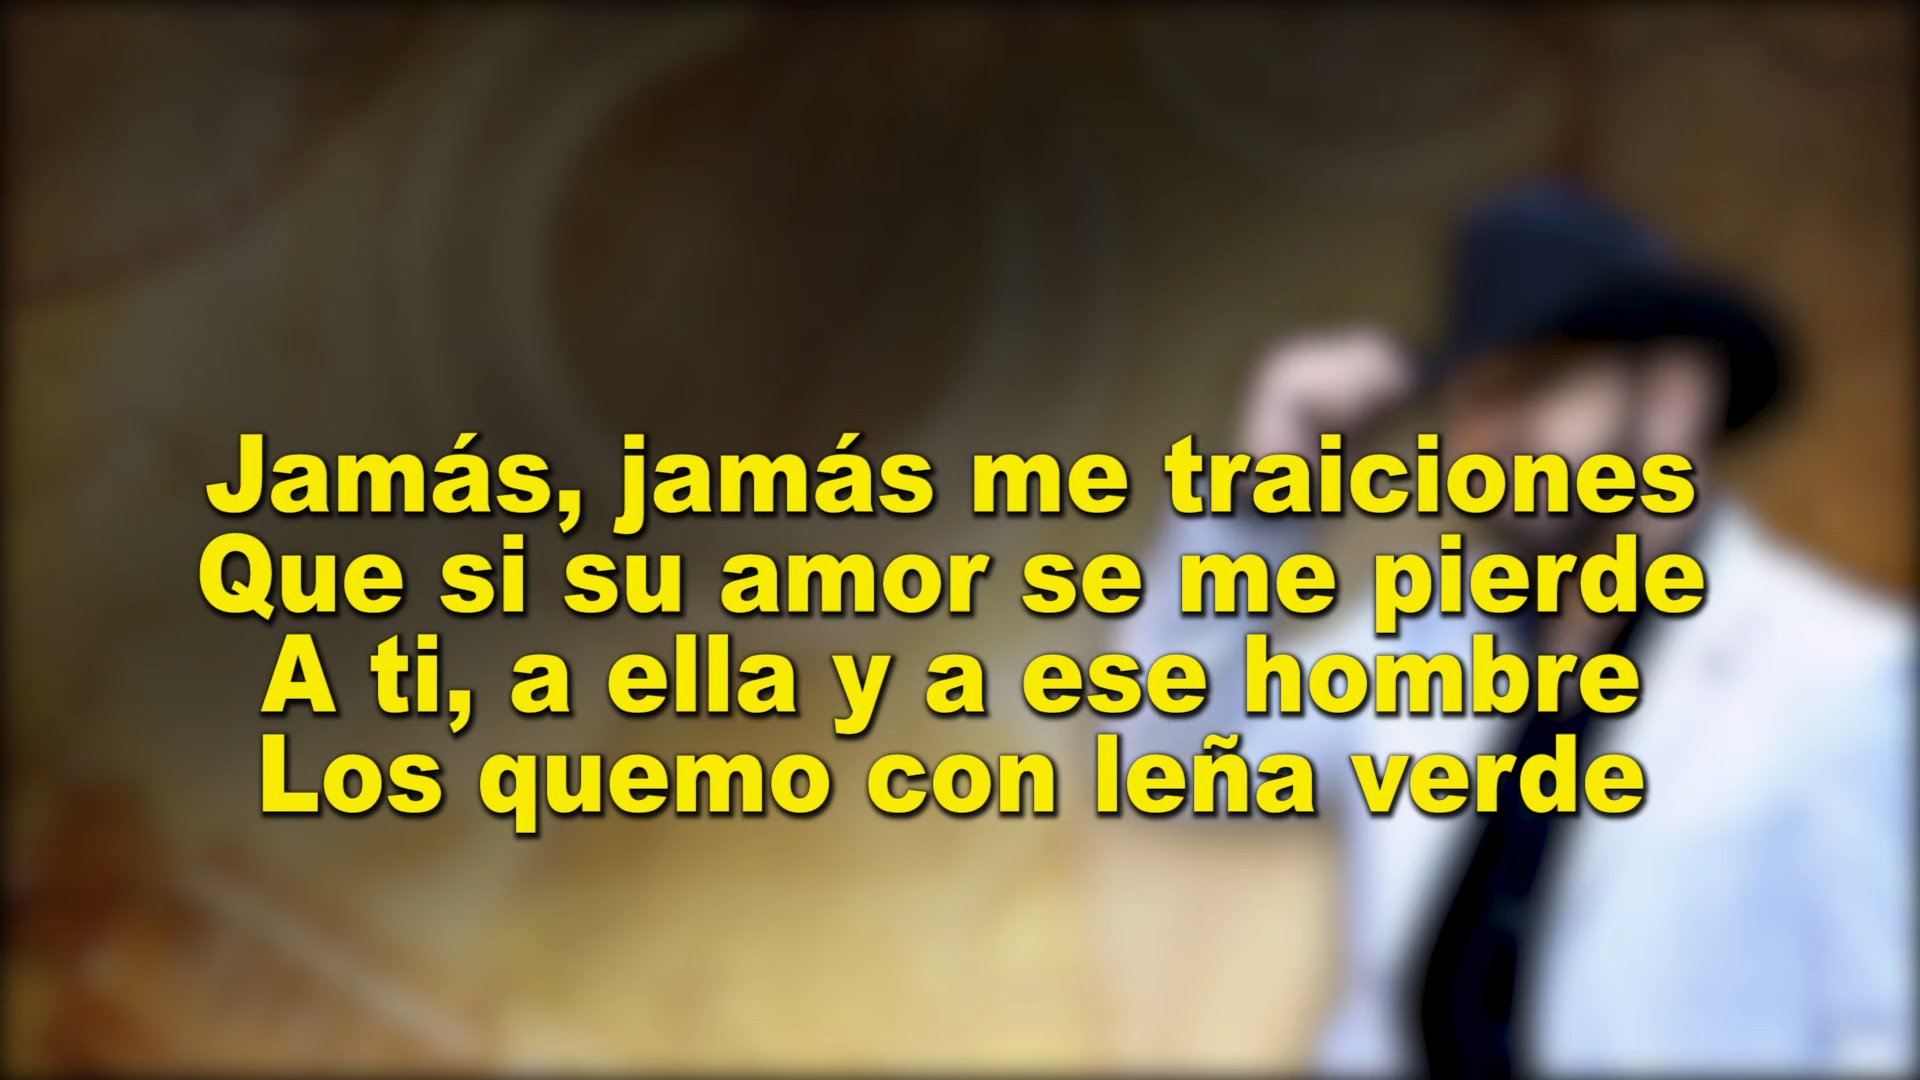 Jamás, jamás me traiciones
Que si su amor se me pierde
A ti, a ella y a ese hombre
Los quemo con leña verde